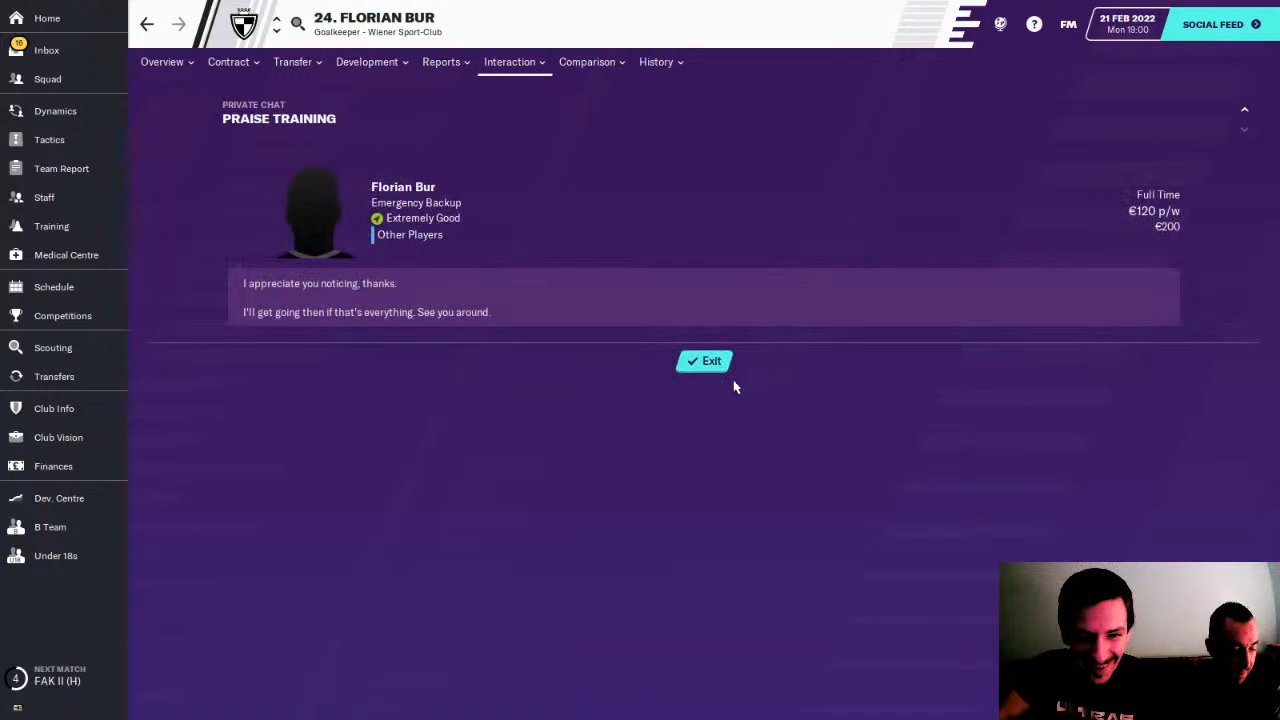 24. FLORIAN BUR
Goalkeeper - Wiener Sport-Club
FM
21 FEB 2022
Mon 19:00
SOCIAL FEED
Home
16
Inbox
Squad
Dynamics
Tactics
Team Report
Staff
Training
Medical Centre
Schedule
Competitions
Scouting
Transfers
Club Info
Club Vision
Finances
Dev. Centre
B Team
Under 18s
4
NEXT MATCH
FAK II (H)
Overview
Contract
Transfer
Development
Reports
Interaction
Comparison
History
PRIVATE CHAT
PRAISE TRAINING
Florian Bur
Emergency Backup
Extremely Good
Other Players
Full Time
€120 p/w
€200
I appreciate you noticing, thanks.
I'll get going then if that's everything. See you around.
Exit